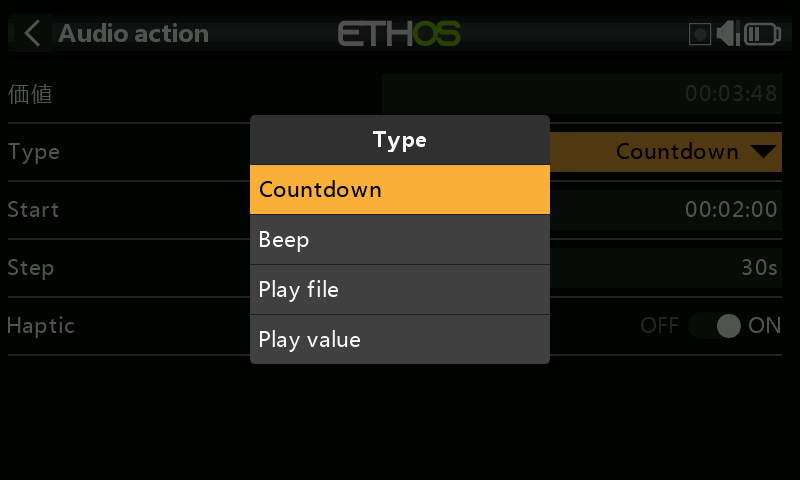 Audio action
ETHOS
価値
00:03:48
Type
Countdown
Start
00:02:00
Step
30s
Haptic
OFF
ON
Type
Countdown
Beep
Play file
Play value